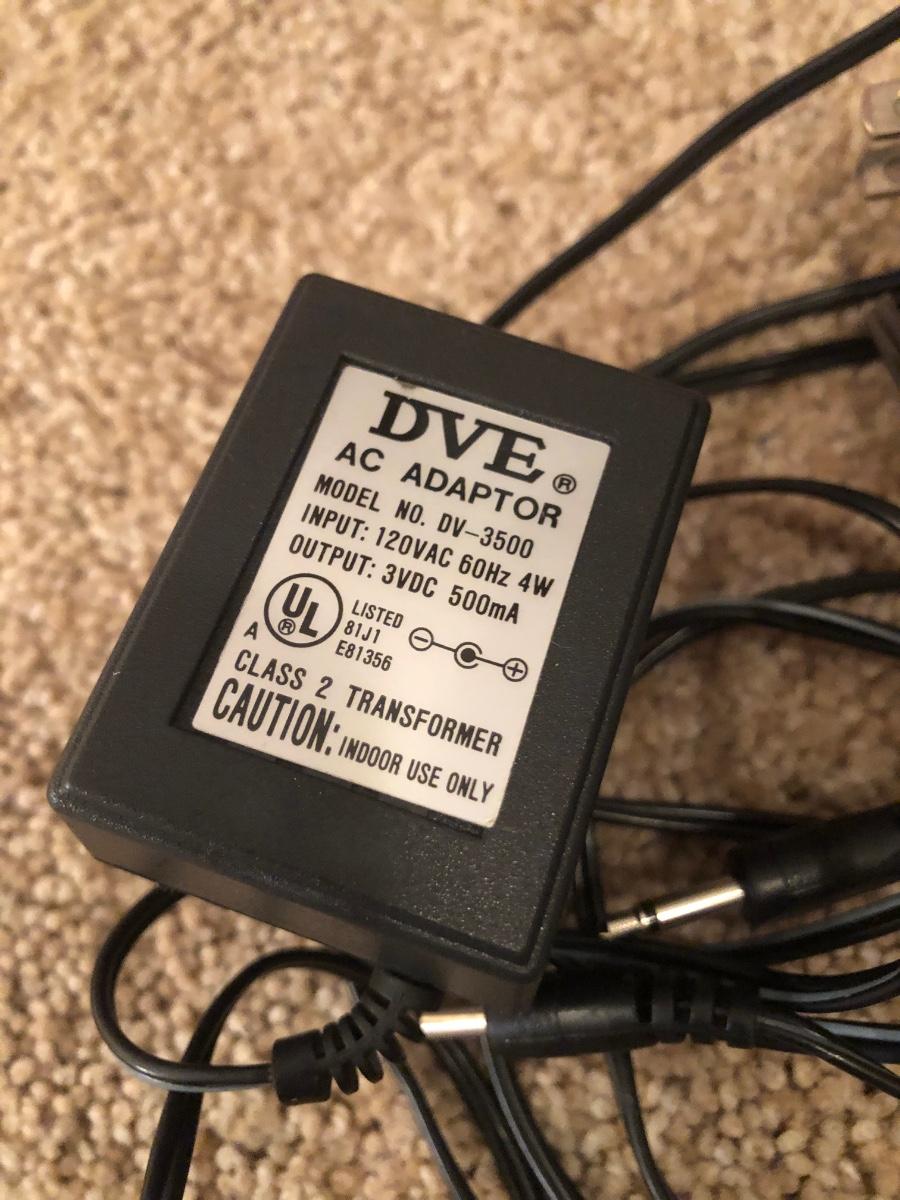 DVE ®
AC ADAPTOR
MODEL NO. DV-3500
INPUT: 120VAC 60Hz 4W
OUTPUT: 3VDC 500mA
A UL ® LISTED
81J1
E81356
CLASS 2 TRANSFORMER
CAUTION: INDOOR USE ONLY